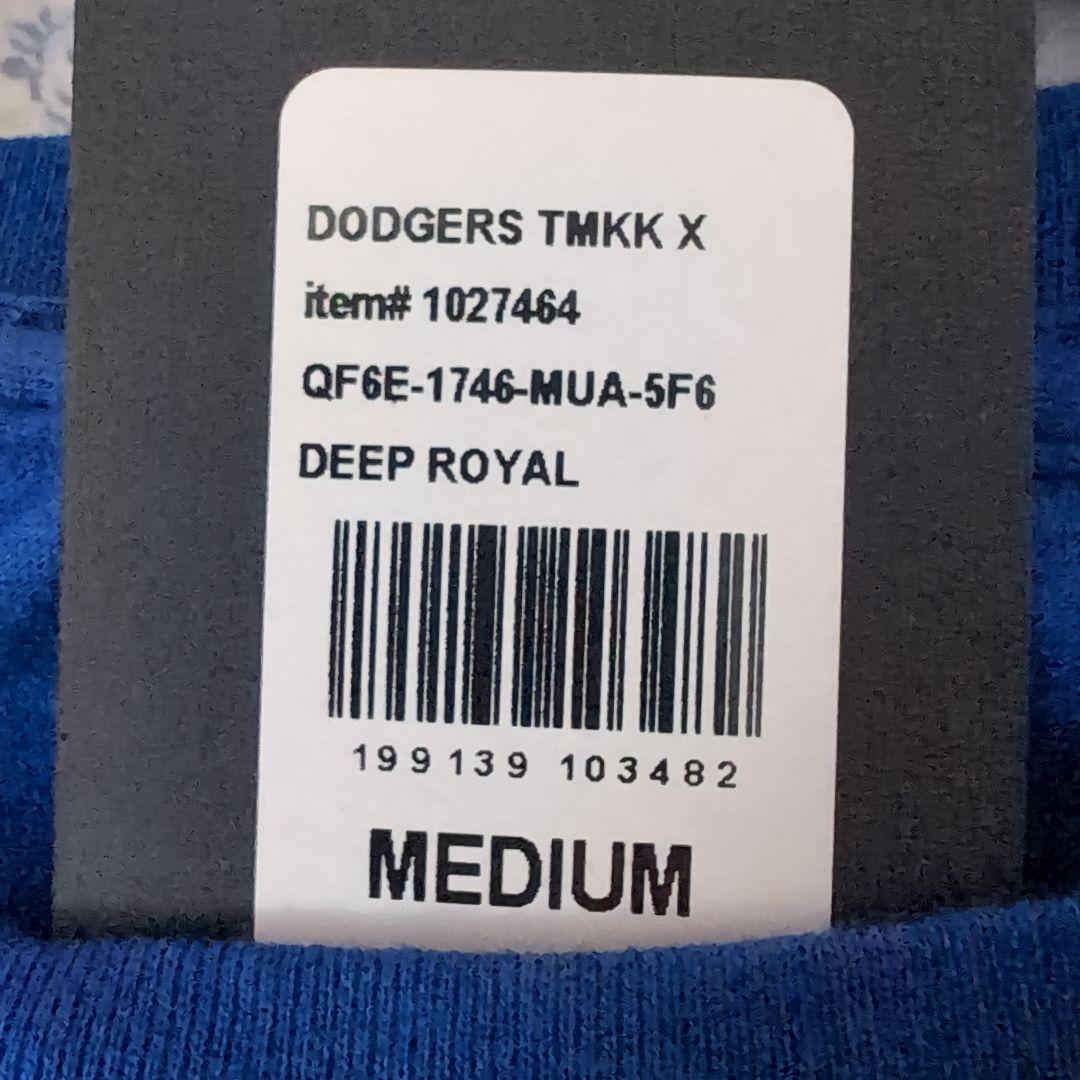 DODGERS TMKK X
item# 1027464
QF6E-1746-MUA-5F6
DEEP ROYAL
199139 103482
MEDIUM